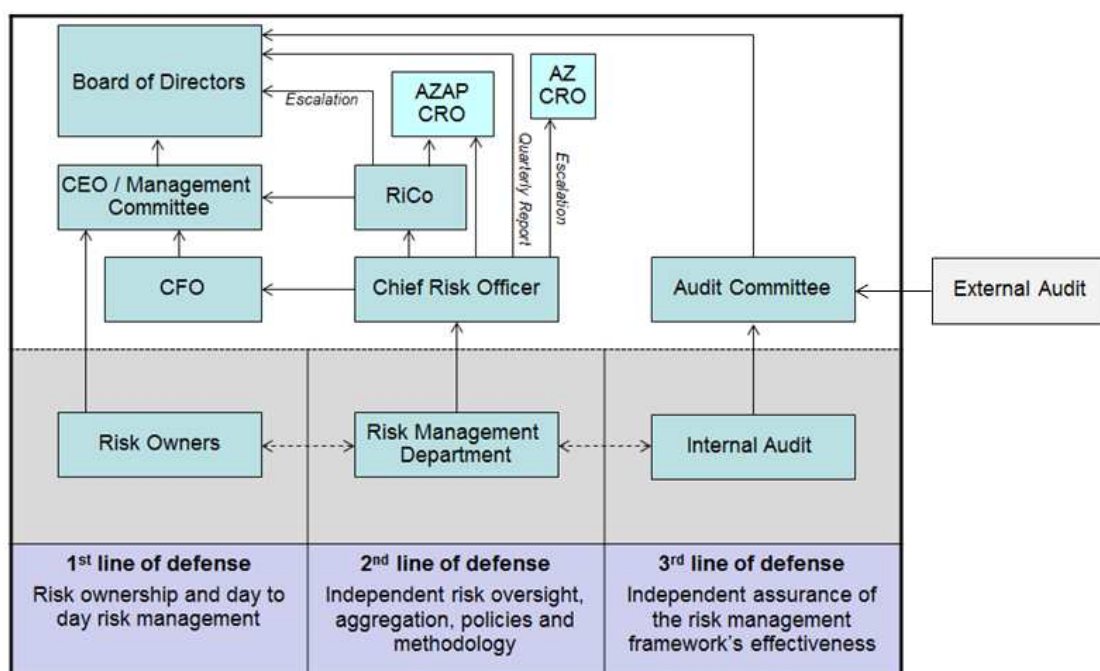 Board of Directors
Escalation
AZAP
CRO
AZ
CRO
Quarterly Report
Escalation
CEO / Management
Committee
RiCo
CFO
Chief Risk Officer
Audit Committee
External Audit
Risk Owners
Risk Management
Department
Internal Audit
1st line of defense
Risk ownership and day to
day risk management
2nd line of defense
Independent risk oversight,
aggregation, policies and
methodology
3rd line of defense
Independent assurance of
the risk management
framework's effectiveness